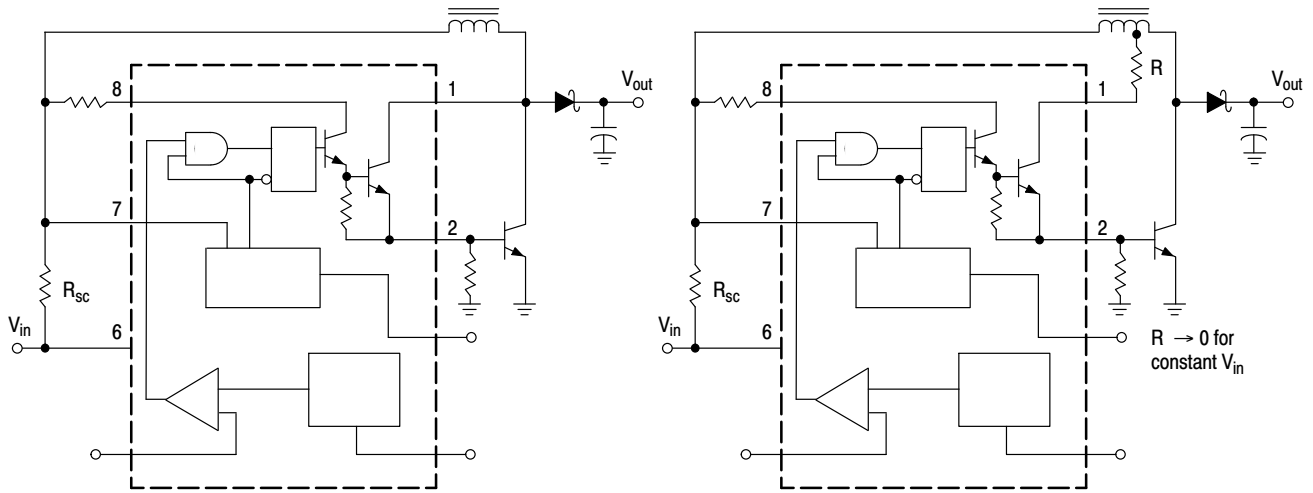 8
1
V_out
7
2
R_sc
V_in
6
R
8
1
V_out
7
2
R_sc
V_in
6
R → 0 for
constant V_in